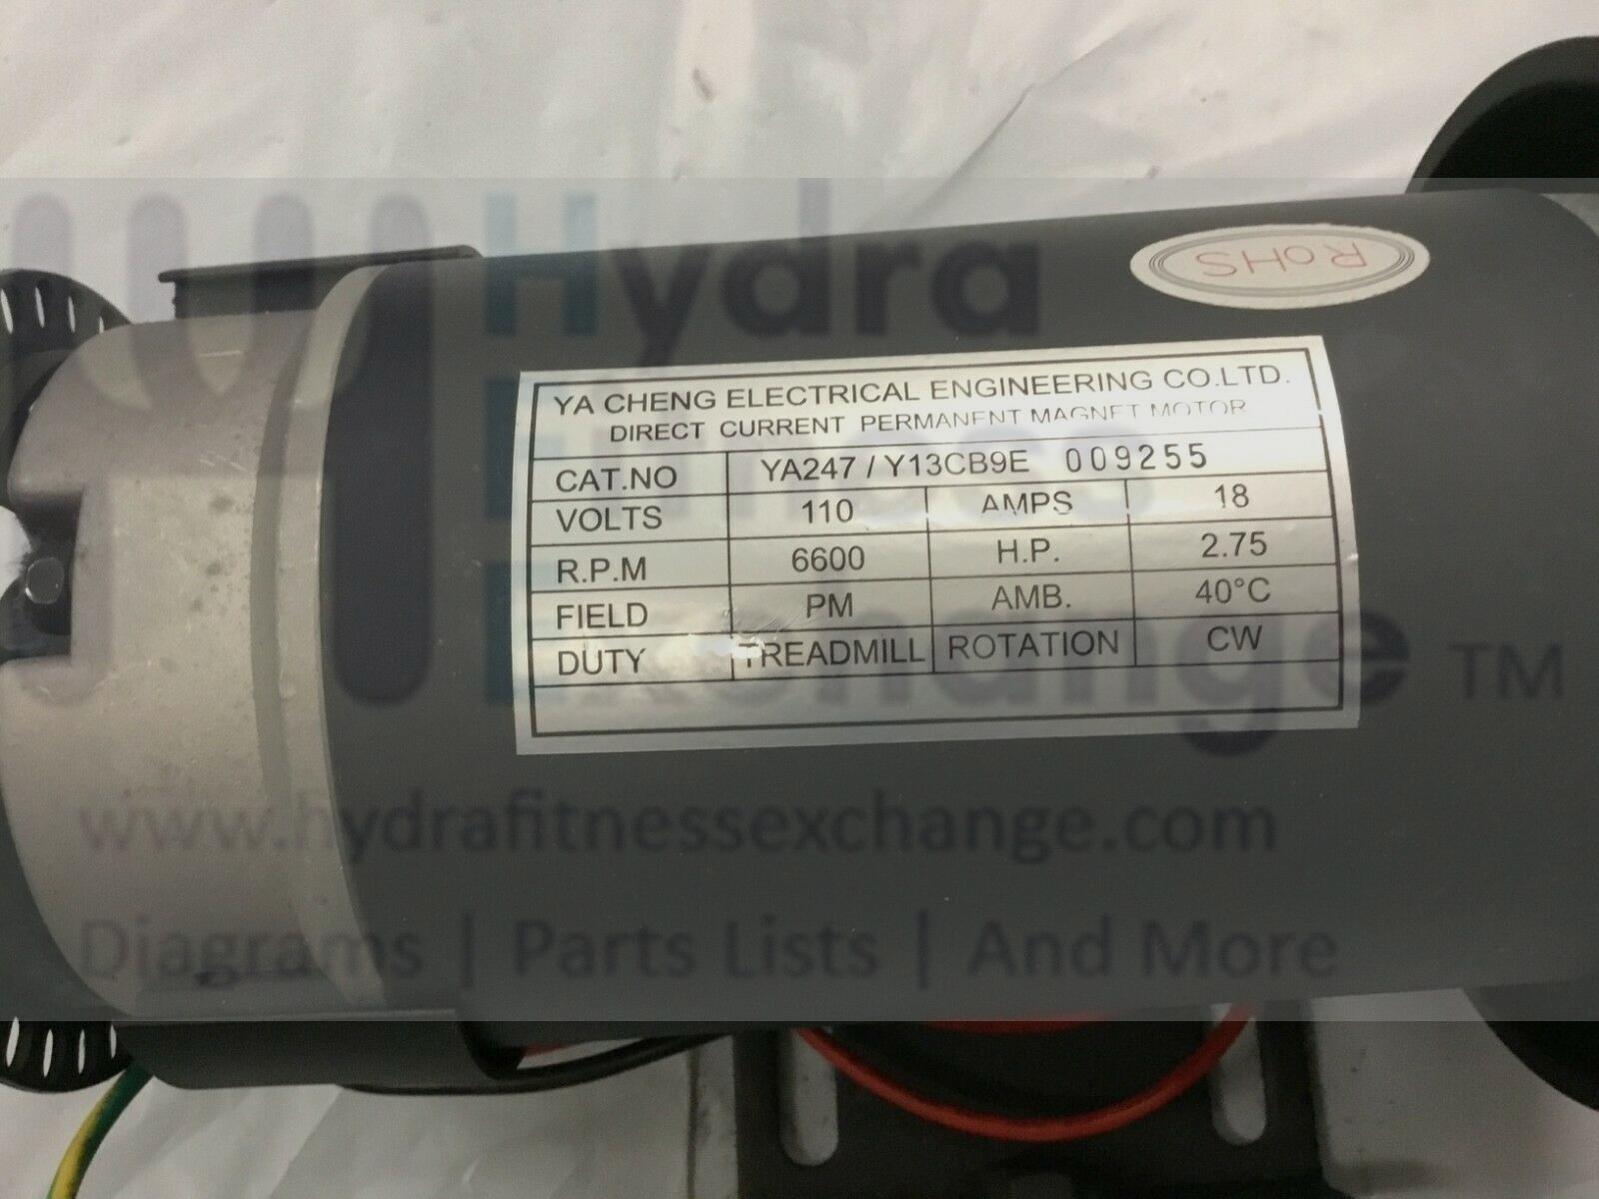 Hydra
Fitness
Exchange TM
www.hydrafitnessexchange.com
Diagrams | Parts Lists | And More
RoHS
YA CHENG ELECTRICAL ENGINEERING CO.LTD.
DIRECT CURRENT PERMANENT MAGNET MOTOR
CAT.NO YA247 / Y13CB9E 009255
VOLTS 110 AMPS 18
R.P.M 6600 H.P. 2.75
FIELD PM AMB. 40°C
DUTY TREADMILL ROTATION CW